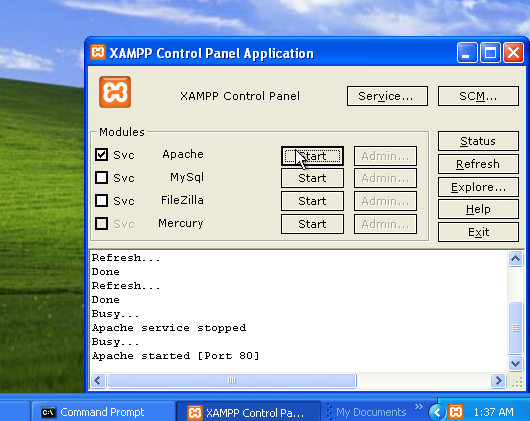 XAMPP Control Panel Application
XAMPP Control Panel
Service...
SCM...
Modules
Svc Apache Start Admin...
Svc MySql Start Admin...
Svc FileZilla Start Admin...
Svc Mercury Start Admin...
Status
Refresh
Explore...
Help
Exit
Refresh...
Done
Refresh...
Done
Busy...
Apache service stopped
Busy...
Apache started [Port 80]
C:\ Command Prompt
XAMPP Control Pa...
My Documents »
1:37 AM